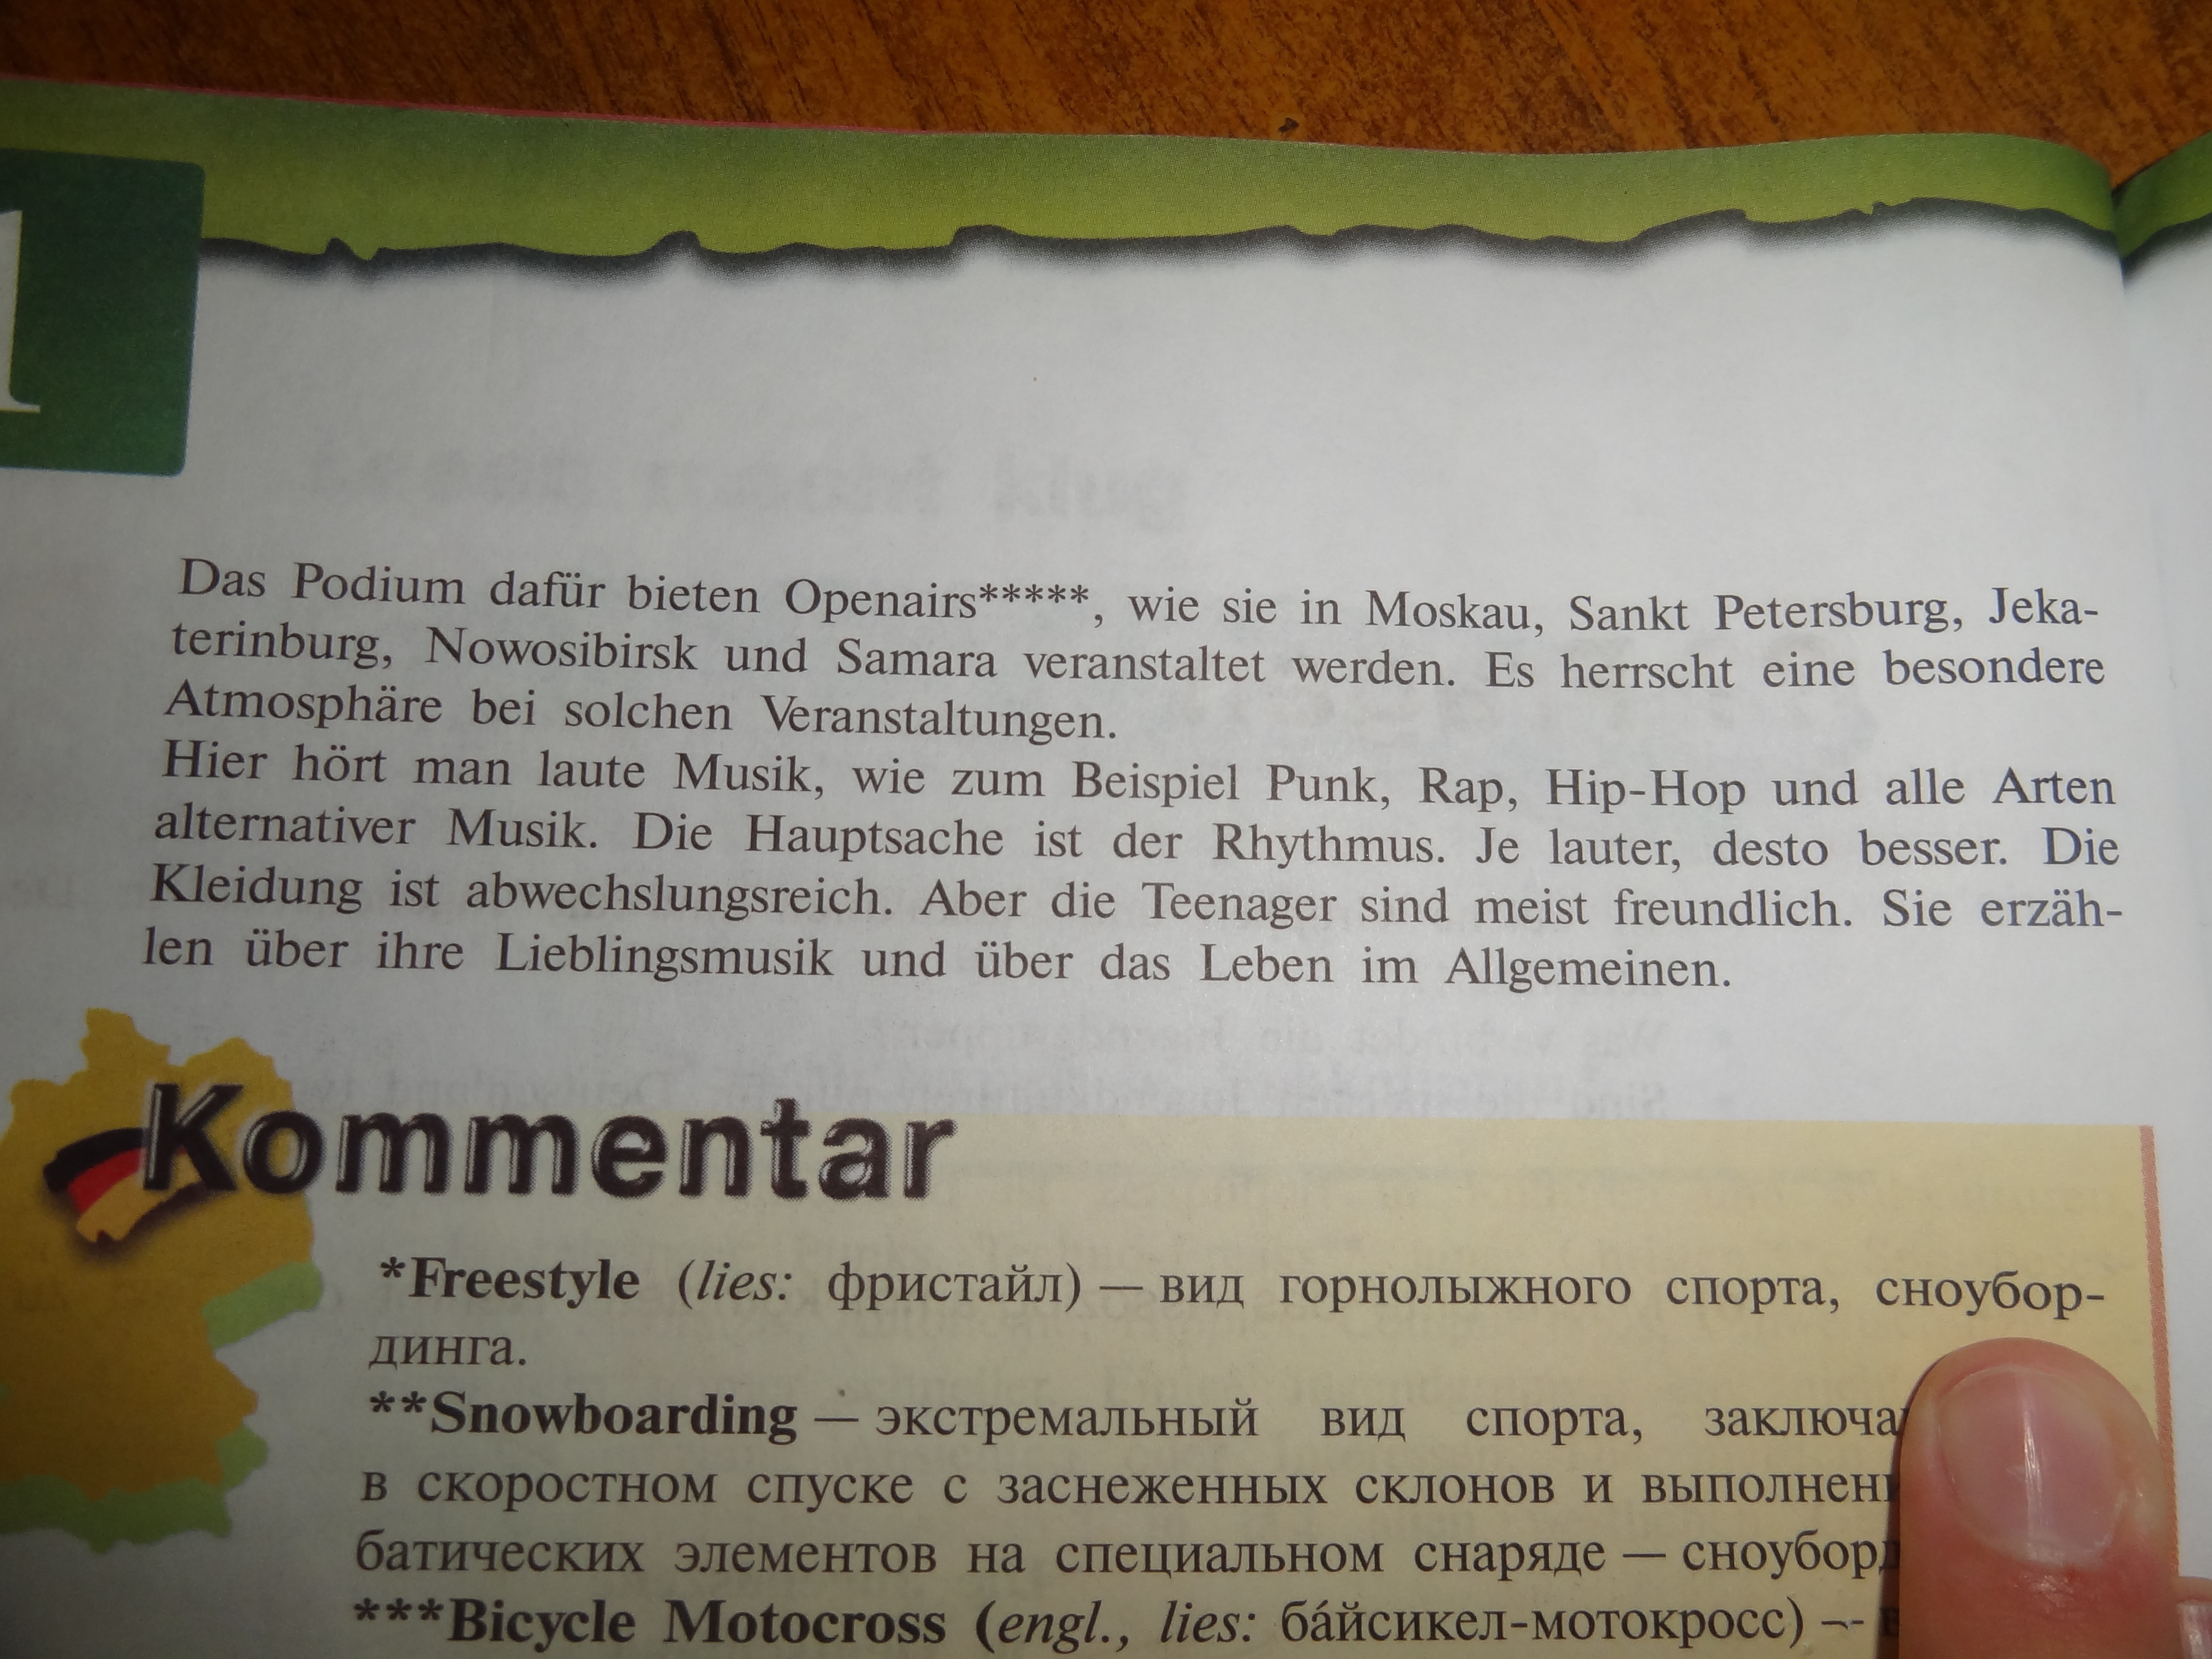 1
Das Podium dafür bieten Openairs*****, wie sie in Moskau, Sankt Petersburg, Jeka-
terinburg, Nowosibirsk und Samara veranstaltet werden. Es herrscht eine besondere
Atmosphäre bei solchen Veranstaltungen.
Hier hört man laute Musik, wie zum Beispiel Punk, Rap, Hip-Hop und alle Arten
alternativer Musik. Die Hauptsache ist der Rhythmus. Je lauter, desto besser. Die
Kleidung ist abwechslungsreich. Aber die Teenager sind meist freundlich. Sie erzäh-
len über ihre Lieblingsmusik und über das Leben im Allgemeinen.
Kommentar
*Freestyle (lies: фристайл) — вид горнолыжного спорта, сноубор-
динга.
**Snowboarding — экстремальный вид спорта,
в скоростном спуске с заснеженных склонов и
батических элементов на специальном снаряде —
***Bicycle Motocross (engl., lies: ба́йсикел-мотокросс) —